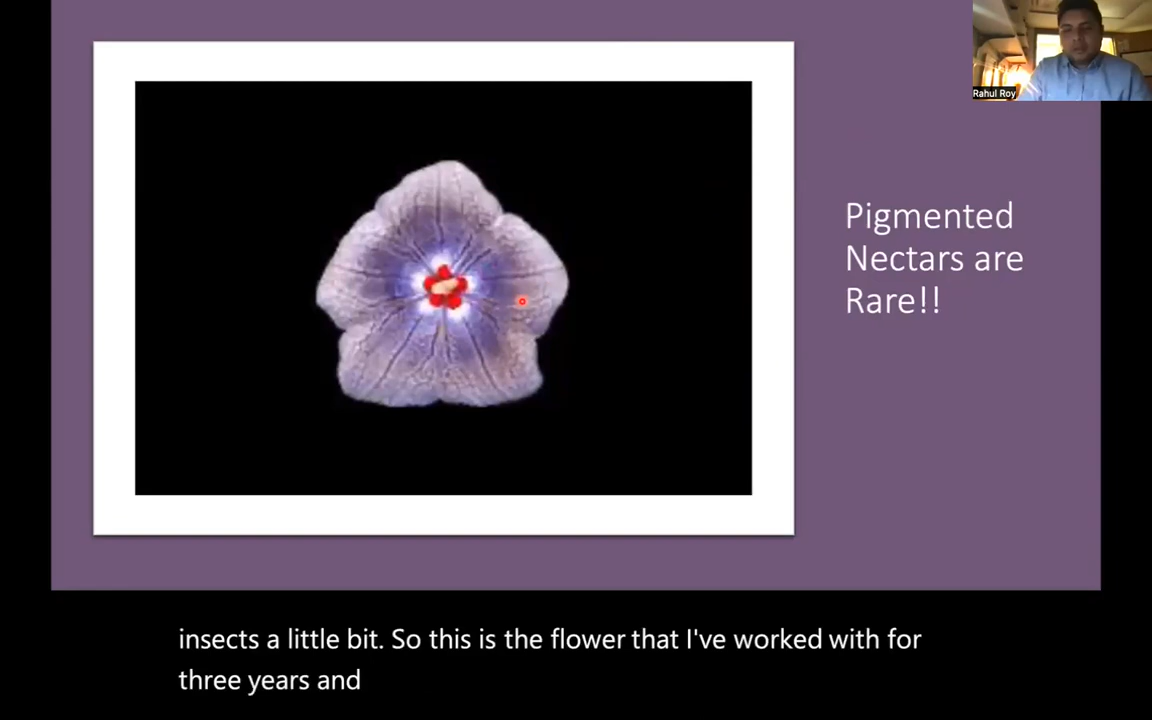 Rahul Roy
Pigmented
Nectars are
Rare!!
insects a little bit. So this is the flower that I've worked with for
three years and